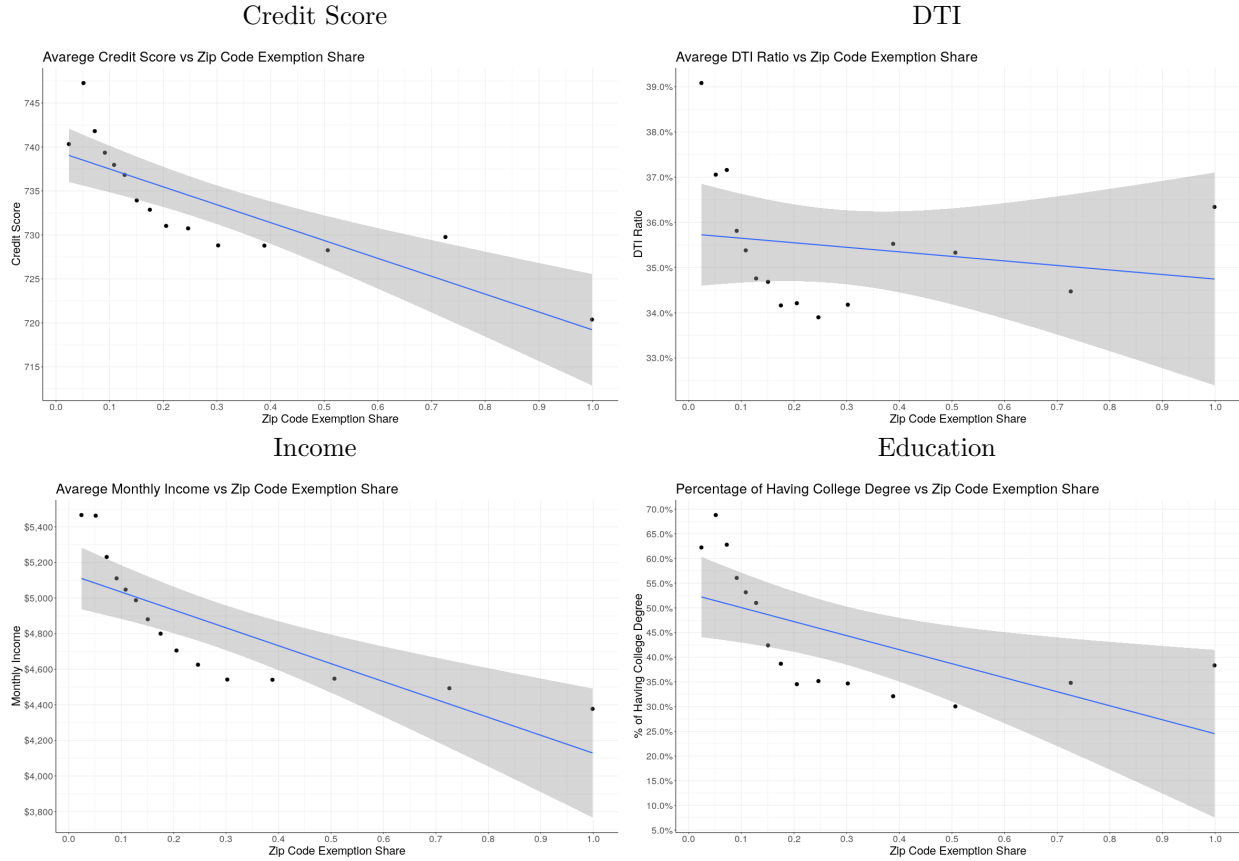 Credit Score
Avarege Credit Score vs Zip Code Exemption Share
Credit Score
745
740
735
730
725
720
715
0.0 0.1 0.2 0.3 0.4 0.5 0.6 0.7 0.8 0.9 1.0
Zip Code Exemption Share
DTI
Avarege DTI Ratio vs Zip Code Exemption Share
DTI Ratio
39.0%
38.0%
37.0%
36.0%
35.0%
34.0%
33.0%
0.0 0.1 0.2 0.3 0.4 0.5 0.6 0.7 0.8 0.9 1.0
Zip Code Exemption Share
Income
Avarege Monthly Income vs Zip Code Exemption Share
Monthly Income
$5,400
$5,200
$5,000
$4,800
$4,600
$4,400
$4,200
$4,000
$3,800
0.0 0.1 0.2 0.3 0.4 0.5 0.6 0.7 0.8 0.9 1.0
Zip Code Exemption Share
Education
Percentage of Having College Degree vs Zip Code Exemption Share
% of Having College Degree
70.0%
65.0%
60.0%
55.0%
50.0%
45.0%
40.0%
35.0%
30.0%
25.0%
20.0%
15.0%
10.0%
5.0%
0.0 0.1 0.2 0.3 0.4 0.5 0.6 0.7 0.8 0.9 1.0
Zip Code Exemption Share